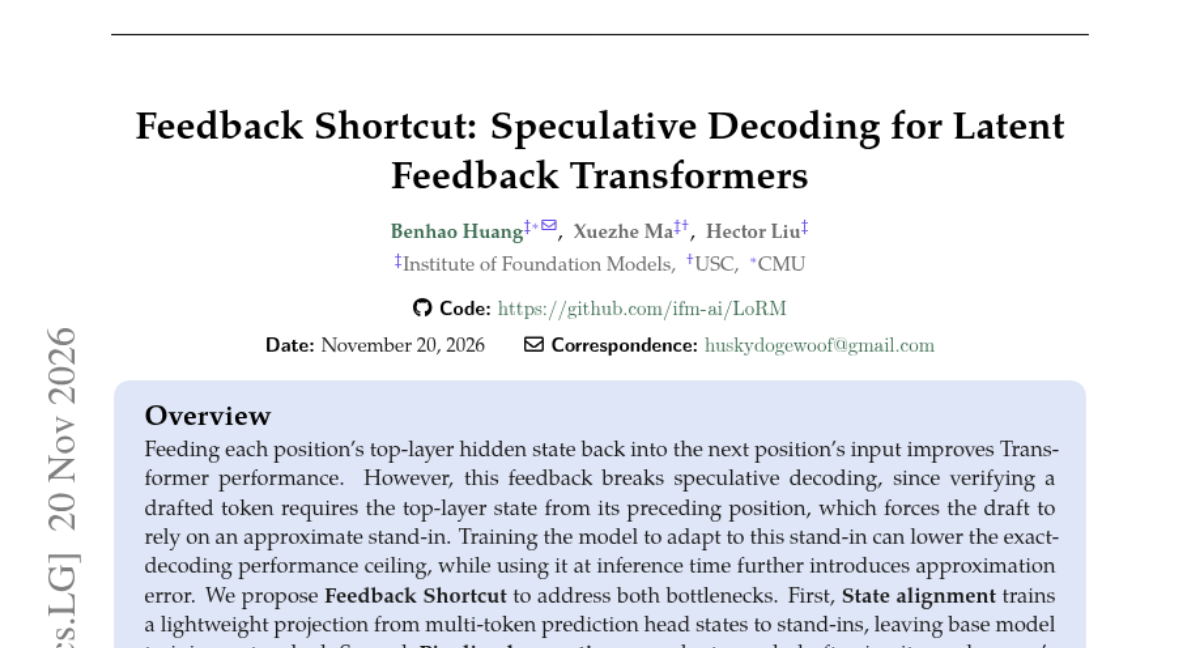 Feedback Shortcut: Speculative Decoding for Latent
Feedback Transformers
Benhao Huang‡*✉, Xuezhe Ma‡†, Hector Liu‡
‡Institute of Foundation Models, †USC, *CMU
Code: https://github.com/ifm-ai/LoRM
Date: November 20, 2026 ✉ Correspondence: huskydogewoof@gmail.com
cs.LG] 20 Nov 2026
Overview
Feeding each position's top-layer hidden state back into the next position's input improves Trans-
former performance. However, this feedback breaks speculative decoding, since verifying a
drafted token requires the top-layer state from its preceding position, which forces the draft to
rely on an approximate stand-in. Training the model to adapt to this stand-in can lower the exact-
decoding performance ceiling, while using it at inference time further introduces approximation
error. We propose Feedback Shortcut to address both bottlenecks. First, State alignment trains
a lightweight projection from multi-token prediction head states to stand-ins, leaving base model